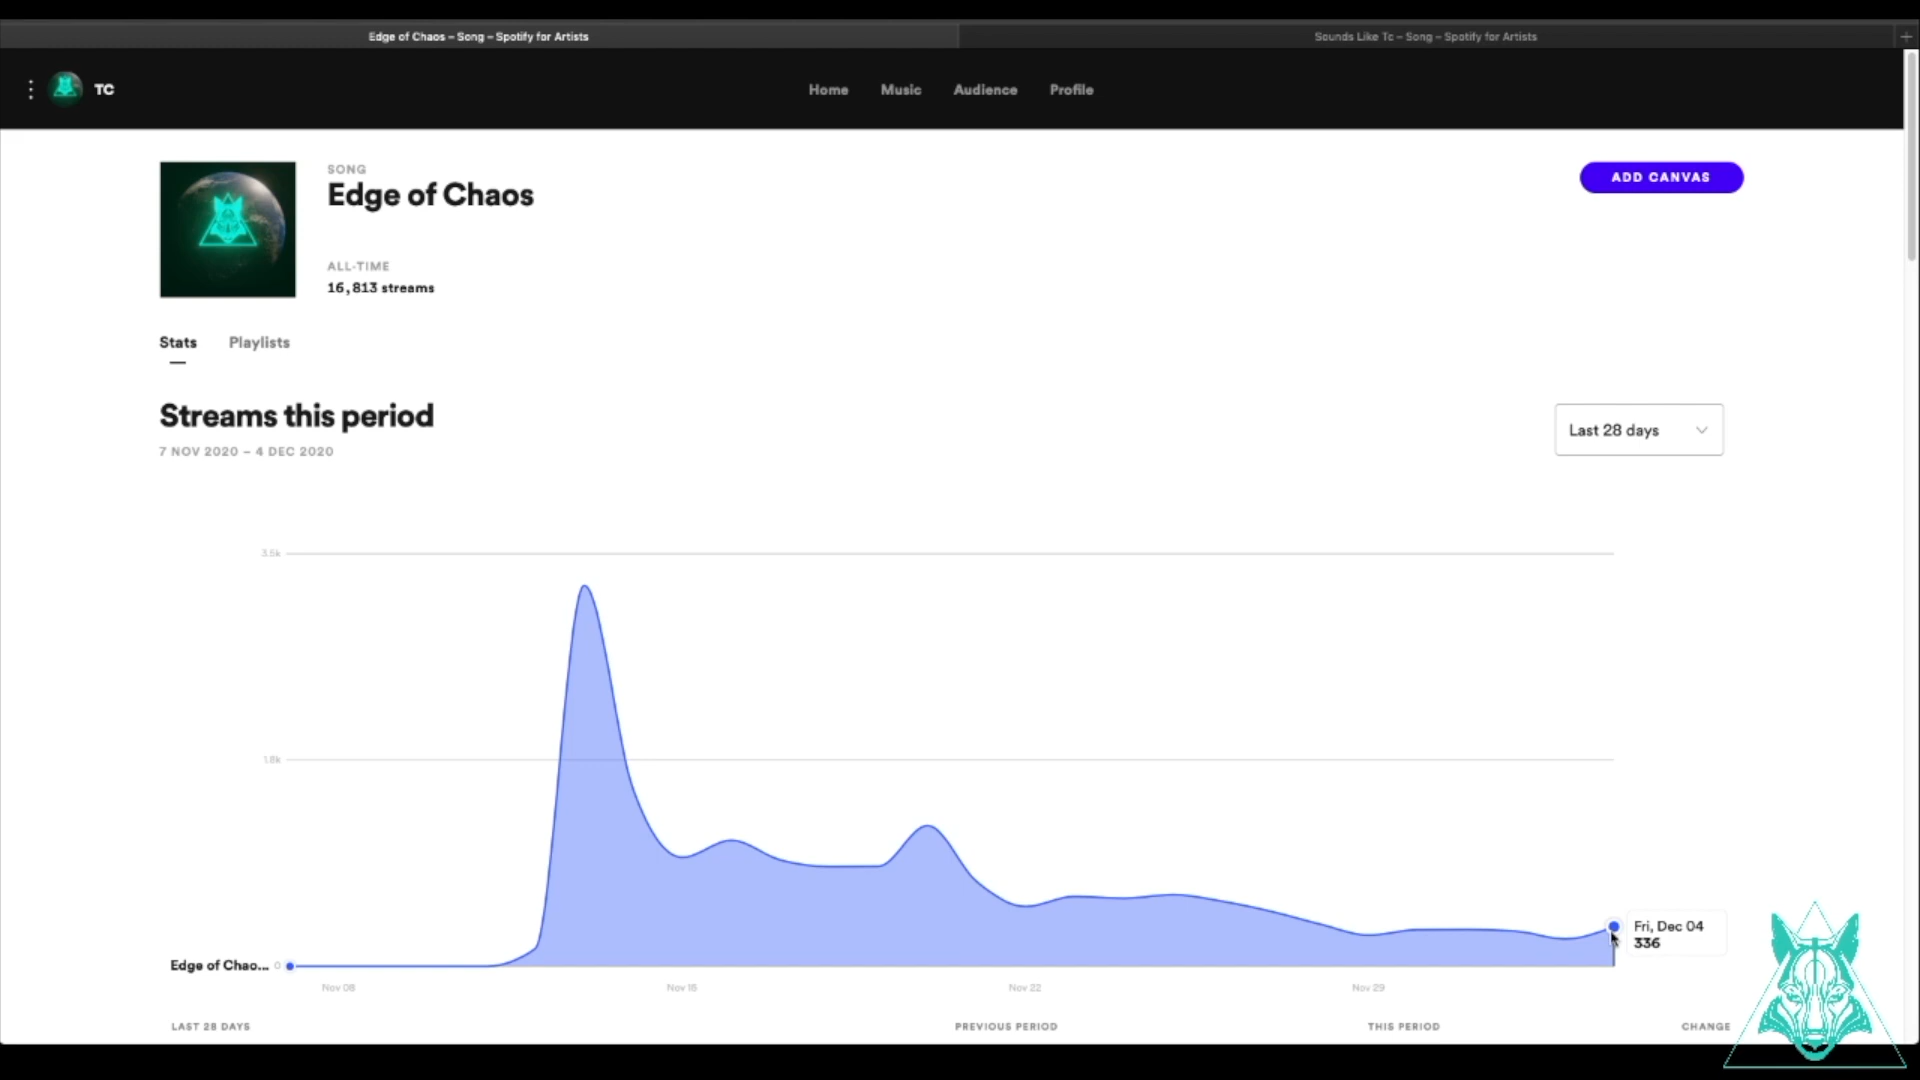 Edge of Chaos – Song – Spotify for Artists
Sounds Like Tc – Song – Spotify for Artists
TC
Home
Music
Audience
Profile
SONG
Edge of Chaos
ADD CANVAS
ALL-TIME
16,813 streams
Stats
Playlists
Streams this period
7 NOV 2020 – 4 DEC 2020
Last 28 days
3.5k
1.8k
Fri, Dec 04
336
Edge of Chao...
0
Nov 08
Nov 15
Nov 22
Nov 29
LAST 28 DAYS
PREVIOUS PERIOD
THIS PERIOD
CHANGE